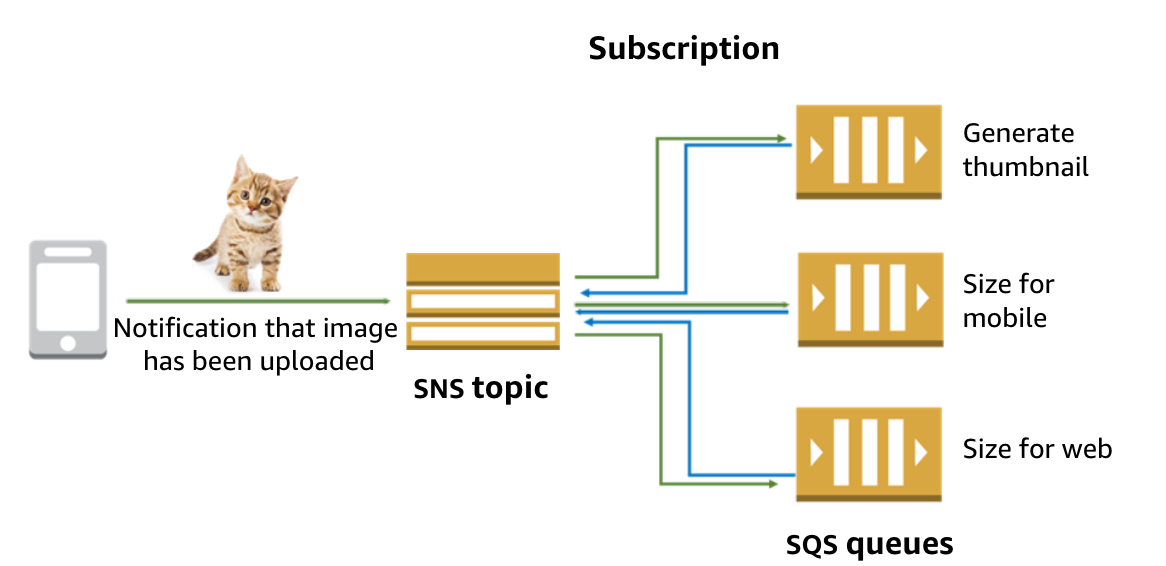 Subscription
Generate
thumbnail
Notification that image
has been uploaded
SNS topic
Size for
mobile
Size for web
SQS queues